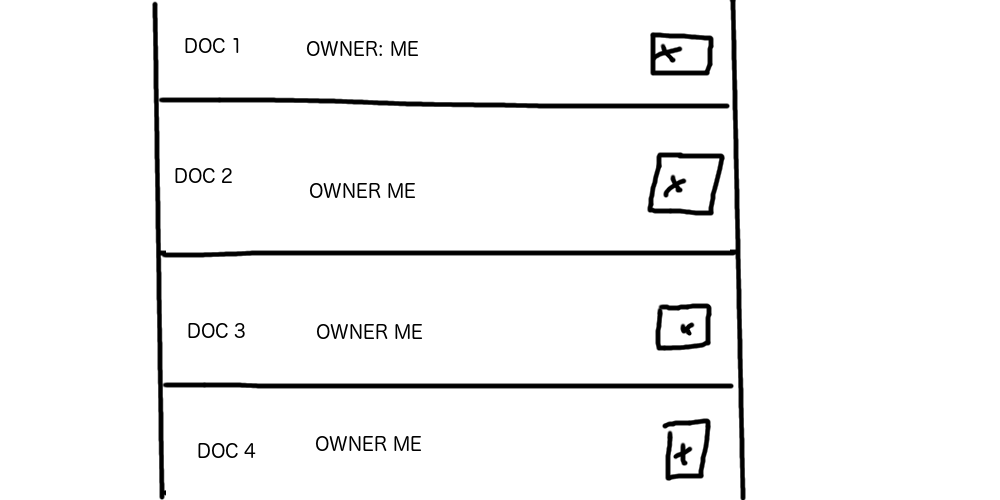 DOC 1 OWNER: ME X
DOC 2 OWNER ME X
DOC 3 OWNER ME x
DOC 4 OWNER ME X